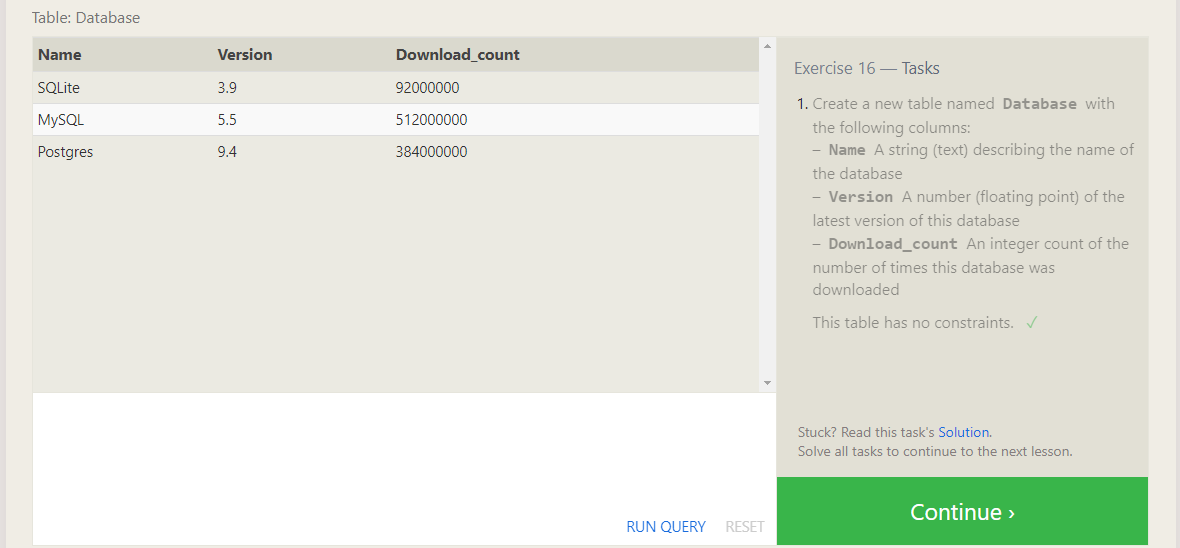 Table: Database
Name Version Download_count
SQLite 3.9 92000000
MySQL 5.5 512000000
Postgres 9.4 384000000
RUN QUERY RESET
Exercise 16 — Tasks
1. Create a new table named Database with
the following columns:
– Name A string (text) describing the name of
the database
– Version A number (floating point) of the
latest version of this database
– Download_count An integer count of the
number of times this database was
downloaded
This table has no constraints. ✓
Stuck? Read this task's Solution.
Solve all tasks to continue to the next lesson.
Continue ›